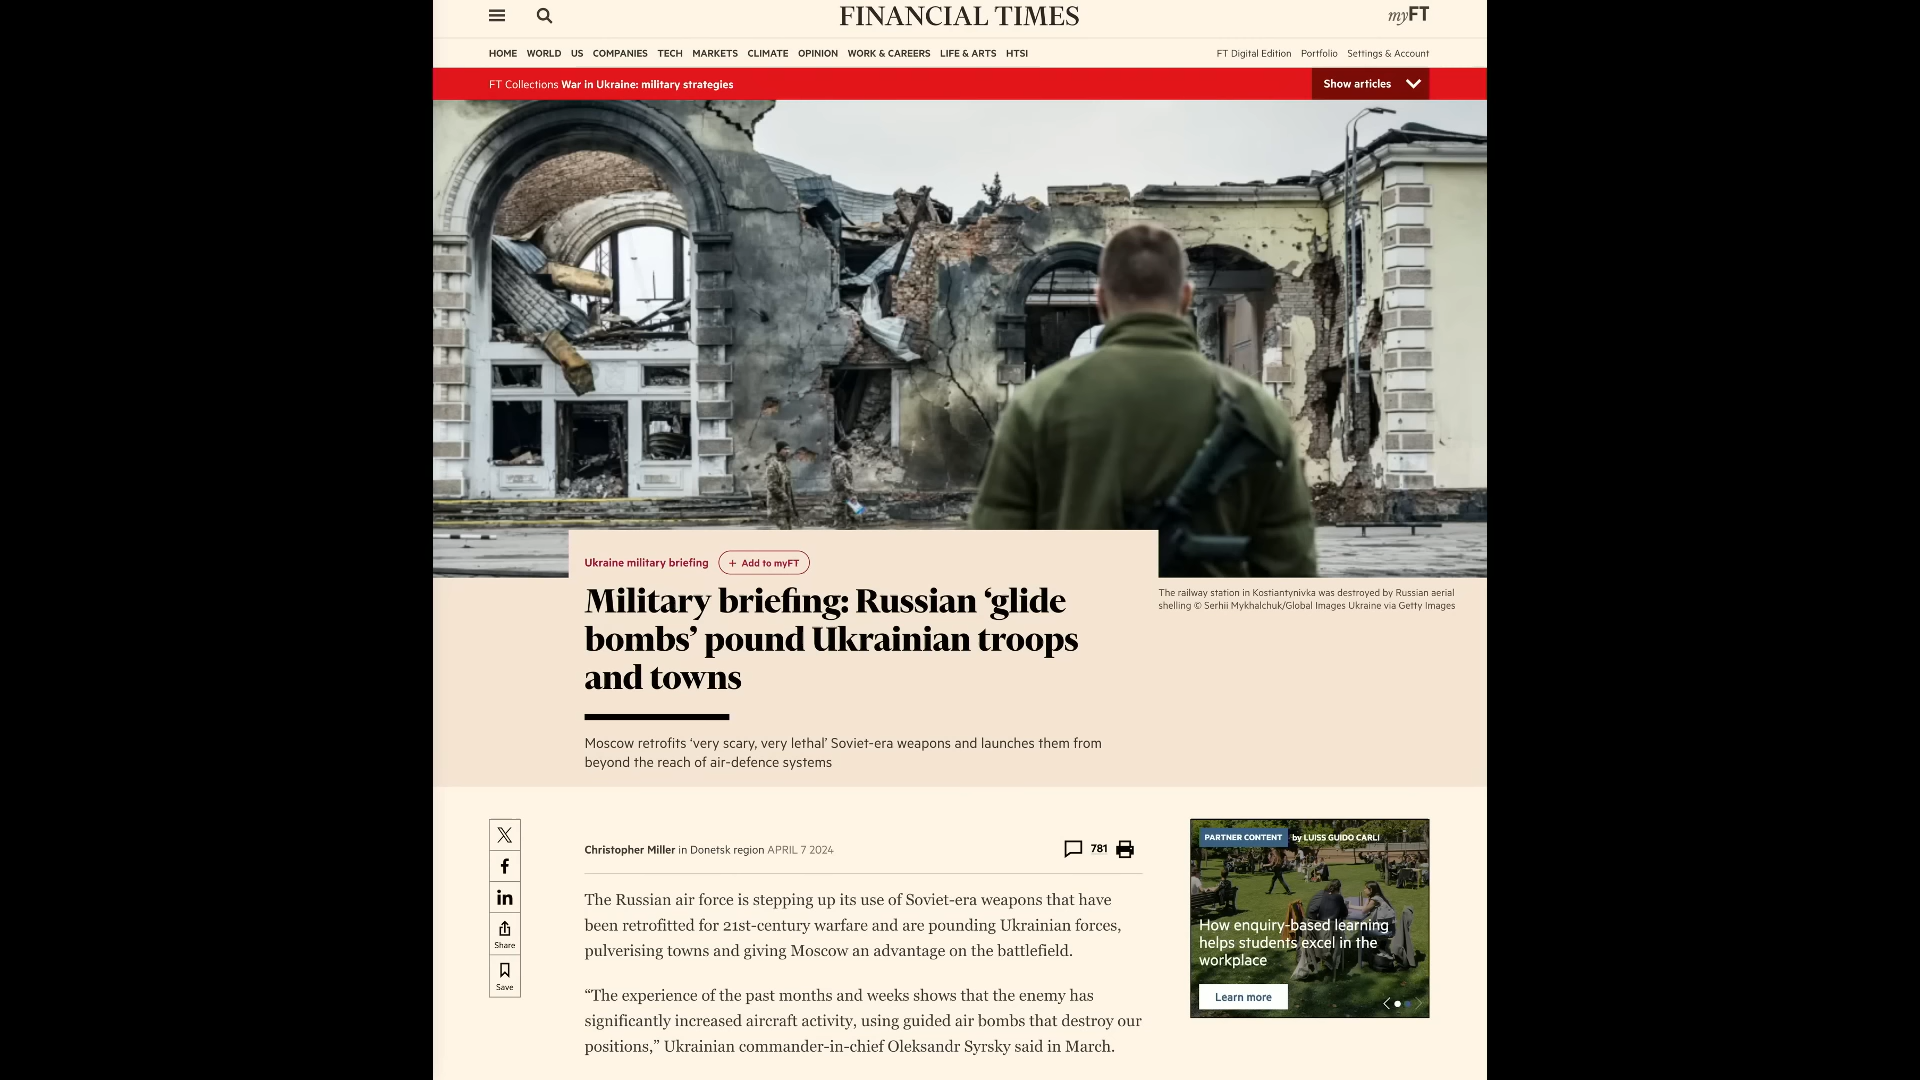 FINANCIAL TIMES
myFT
HOME WORLD US COMPANIES TECH MARKETS CLIMATE OPINION WORK & CAREERS LIFE & ARTS HTSI
FT Digital Edition Portfolio Settings & Account
FT Collections War in Ukraine: military strategies
Show articles
Ukraine military briefing
+ Add to myFT
Military briefing: Russian ‘glide
bombs’ pound Ukrainian troops
and towns
The railway station in Kostiantynivka was destroyed by Russian aerial
shelling © Serhii Mykhalchuk/Global Images Ukraine via Getty Images
Moscow retrofits ‘very scary, very lethal’ Soviet-era weapons and launches them from
beyond the reach of air-defence systems
Share
Save
Christopher Miller in Donetsk region APRIL 7 2024
781
The Russian air force is stepping up its use of Soviet-era weapons that have
been retrofitted for 21st-century warfare and are pounding Ukrainian forces,
pulverising towns and giving Moscow an advantage on the battlefield.
“The experience of the past months and weeks shows that the enemy has
significantly increased aircraft activity, using guided air bombs that destroy our
positions,” Ukrainian commander-in-chief Oleksandr Syrsky said in March.
PARTNER CONTENT by LUISS GUIDO CARLI
How enquiry-based learning
helps students excel in the
workplace
Learn more